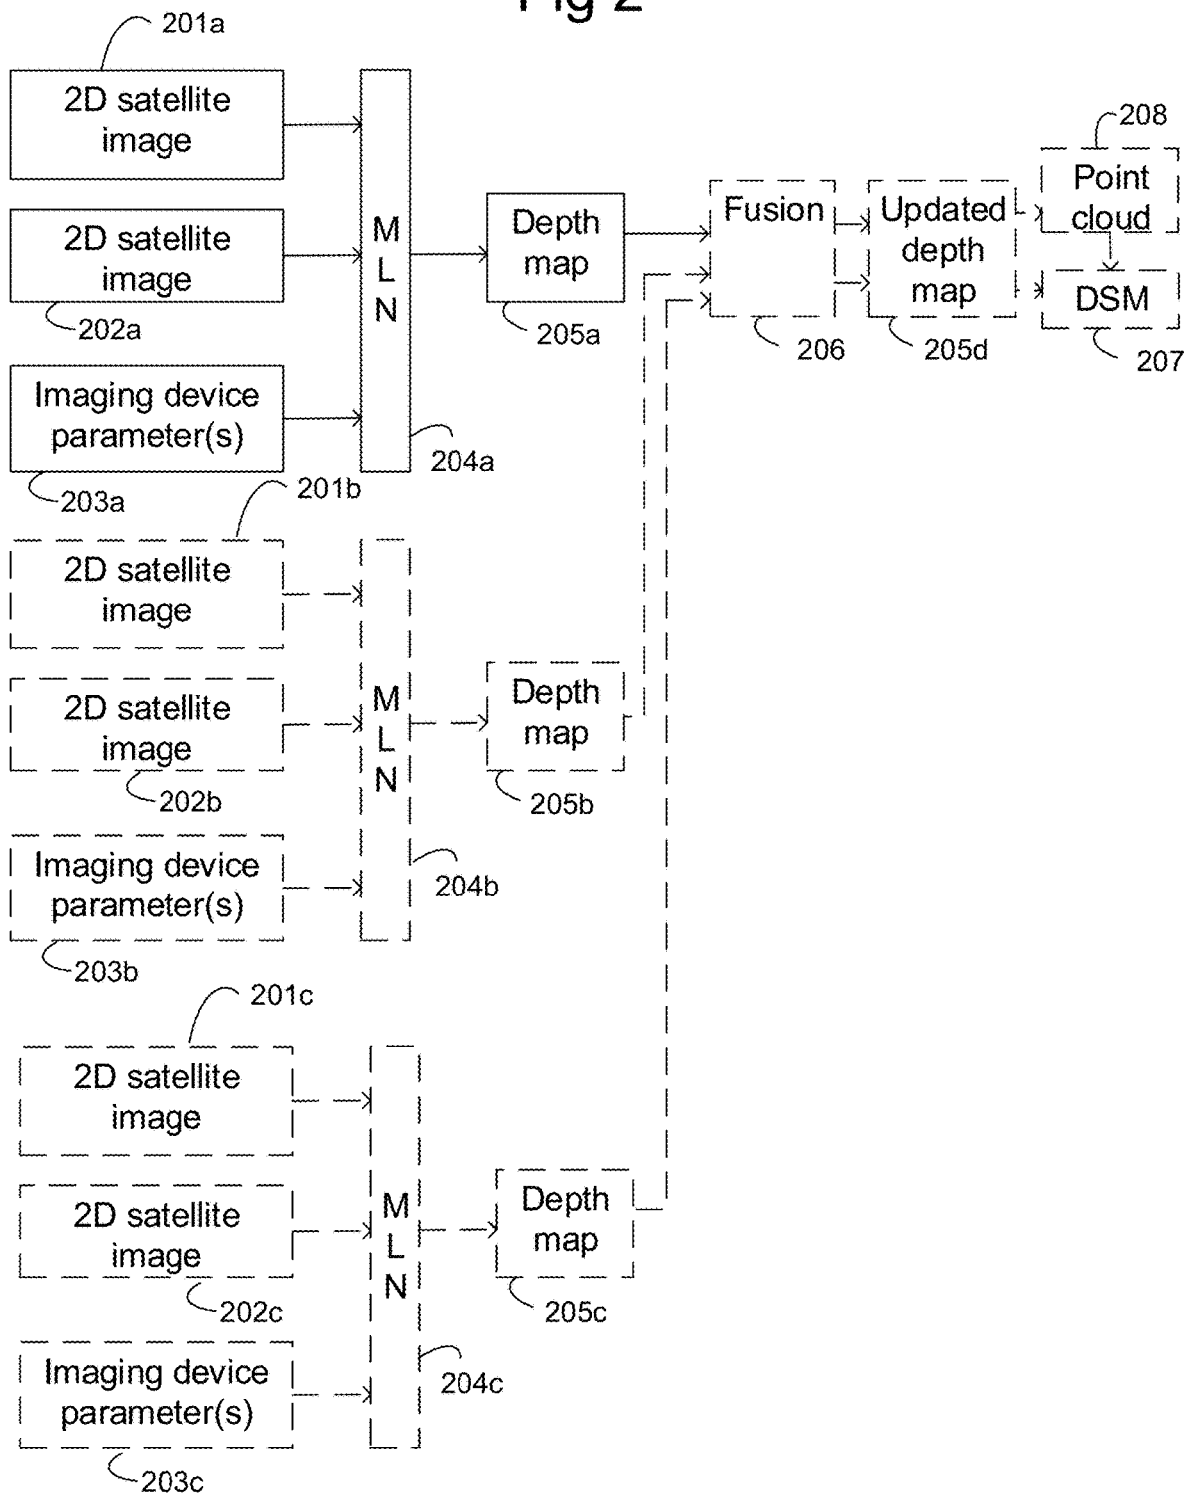 Fig 2
201a
2D satellite
image
2D satellite
image
202a
Imaging device
parameter(s)
203a
M
L
N
204a
Depth
map
205a
Fusion
206
Updated
depth
map
205d
208
Point
cloud
DSM
207
201b
2D satellite
image
2D satellite
image
202b
Imaging device
parameter(s)
203b
M
L
N
204b
Depth
map
205b
201c
2D satellite
image
2D satellite
image
202c
Imaging device
parameter(s)
203c
M
L
N
204c
Depth
map
205c